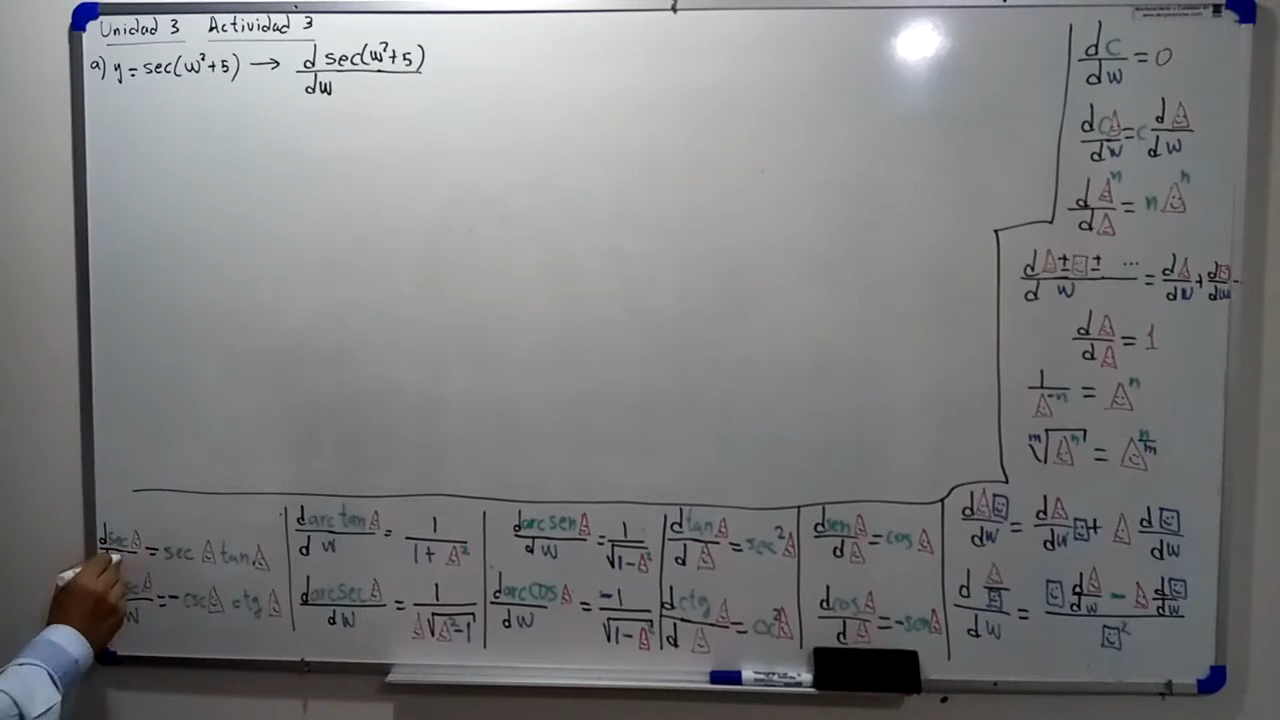 Unidad 3 Actividad 3
a) y = sec(w²+5) → d sec(w²+5)/dw
dc/dw = 0
dc△/dw = c d△/dw
d△ⁿ/d△ = n△ⁿ
d△±□± .../dw = d△/dw + d□/dw -
d△/d△ = 1
1/△⁻ⁿ = △ⁿ
ᵐ√△ⁿ = △^(n/m)
d△□/dw = d△/dw □ + △ d□/dw
d △/□ /dw = (□ d△/dw - △ d□/dw)/□²
dsec△ = sec△ tan△
d arc tan△/dw = 1/(1+△²)
d arc sen△/dw = 1/√(1-△²)
d tan△/d△ = sec²△
d sen△/d△ = cos△
= -csc△ ctg△
d arc sec△/dw = 1/(△√(△²-1))
d arc cos△/dw = -1/√(1-△²)
d ctg△/d△ = csc²△
d cos△/d△ = -sen△